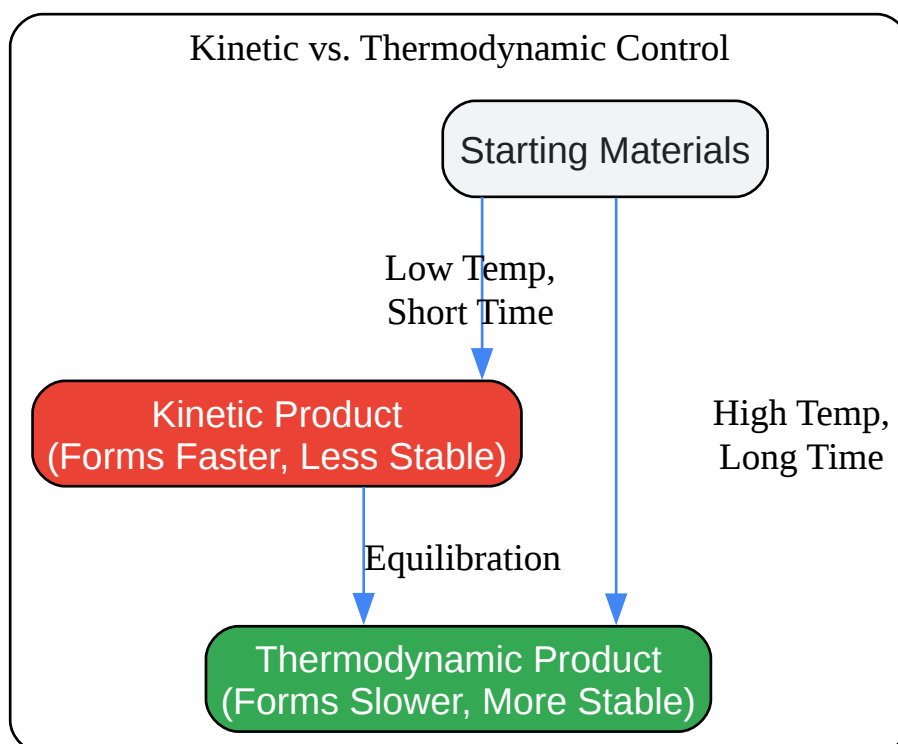 Kinetic vs. Thermodynamic Control
Starting Materials
Low Temp,
Short Time
Kinetic Product
(Forms Faster, Less Stable)
High Temp,
Long Time
Equilibration
Thermodynamic Product
(Forms Slower, More Stable)